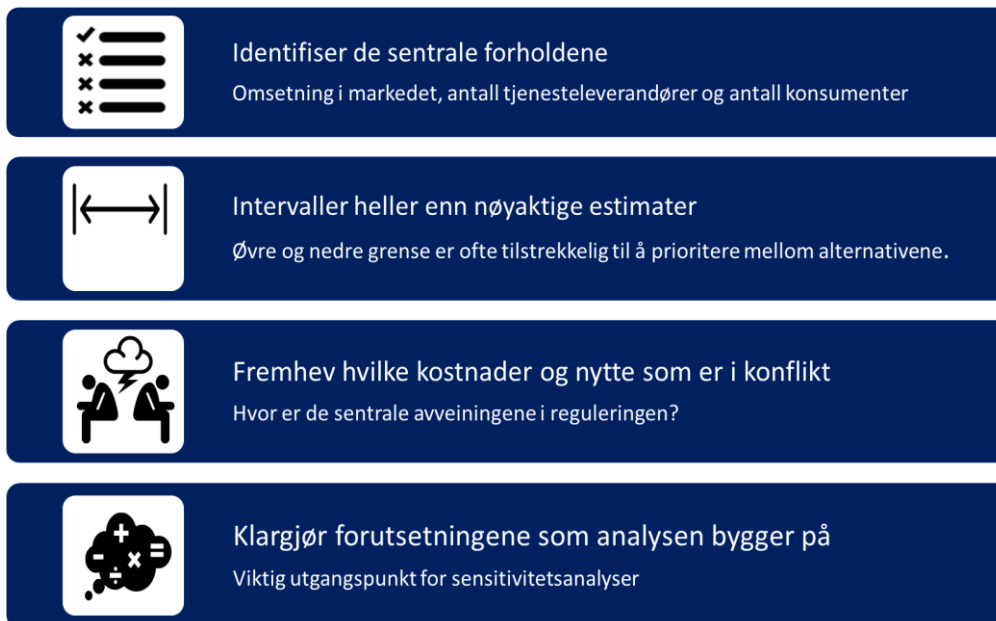 Identifiser de sentrale forholdene
Omsetning i markedet, antall tjenesteleverandører og antall konsumenter
Intervaller heller enn nøyaktige estimater
Øvre og nedre grense er ofte tilstrekkelig til å prioritere mellom alternativene.
Fremhev hvilke kostnader og nytte som er i konflikt
Hvor er de sentrale avveiningene i reguleringen?
Klargjør forutsetningene som analysen bygger på
Viktig utgangspunkt for sensitivitetsanalyser